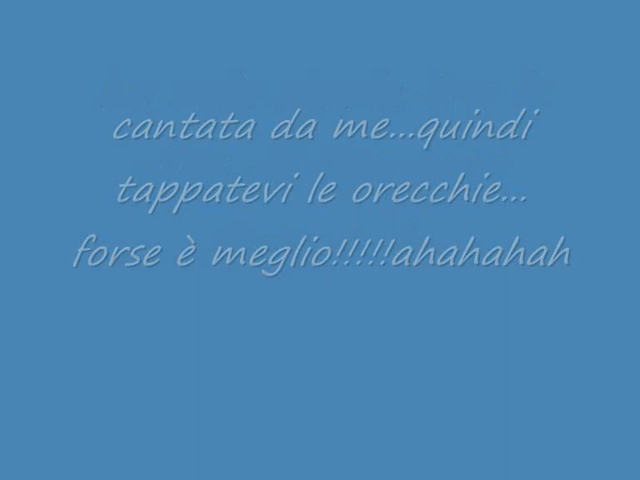 cantata da me...quindi
tappatevi le orecchie...
forse è meglio!!!!!ahahahah